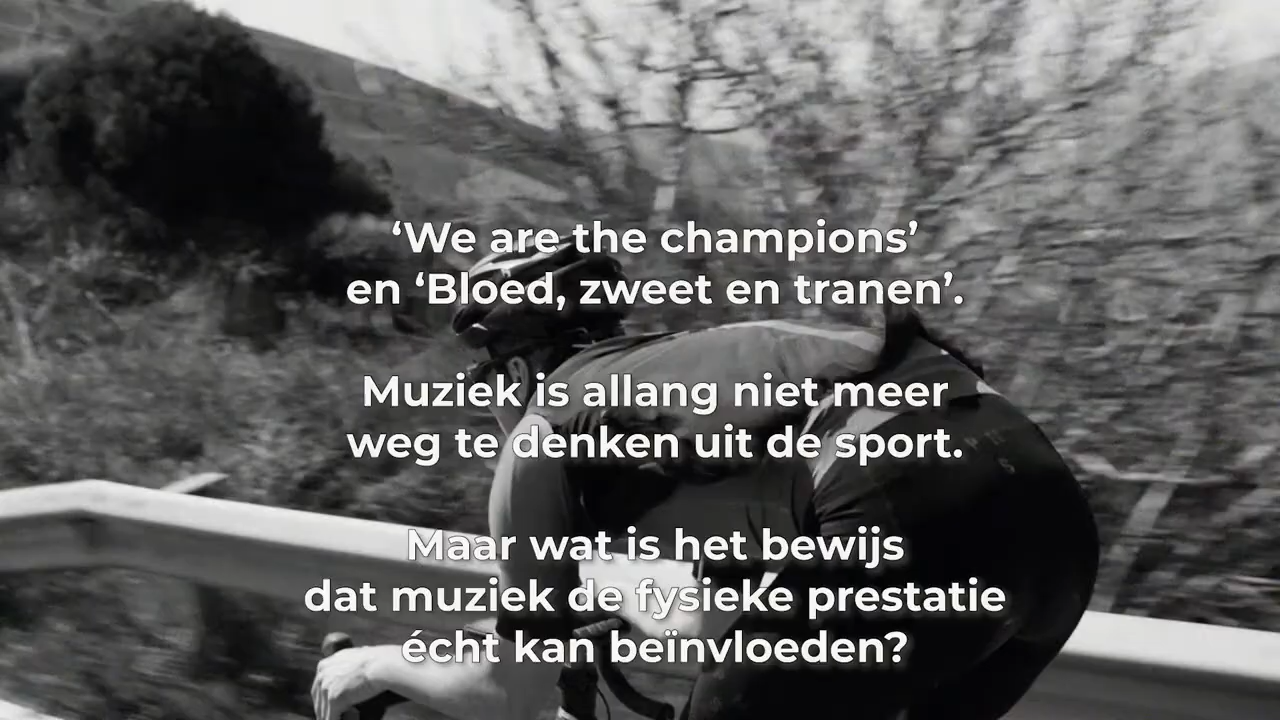 ‘We are the champions’
en ‘Bloed, zweet en tranen’.
Muziek is allang niet meer
weg te denken uit de sport.
Maar wat is het bewijs
dat muziek de fysieke prestatie
écht kan beïnvloeden?